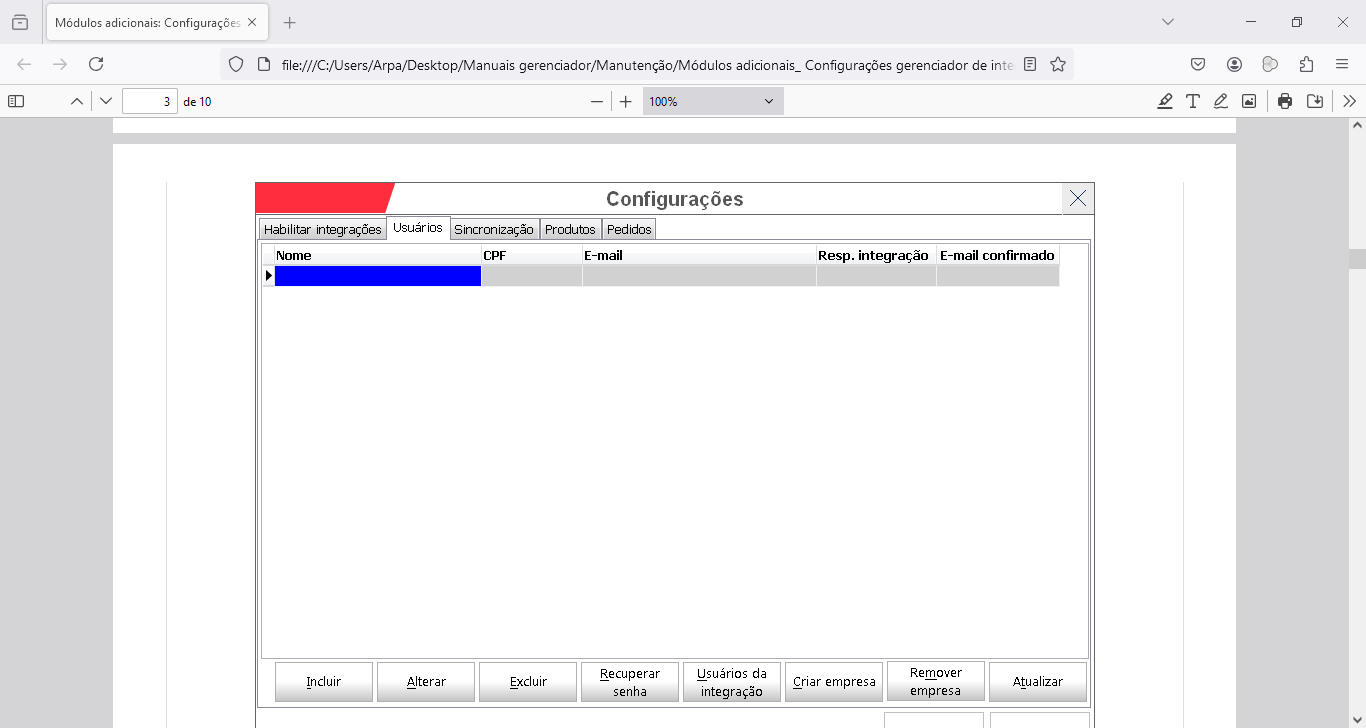 Módulos adicionais: Configurações
file:///C:/Users/Arpa/Desktop/Manuais gerenciador/Manutenção/Módulos adicionais_ Configurações gerenciador de inte
3 de 10
100%
Configurações
Habilitar integrações Usuários Sincronização Produtos Pedidos
Nome CPF E-mail Resp. integração E-mail confirmado
Incluir Alterar Excluir Recuperar senha Usuários da integração Criar empresa Remover empresa Atualizar